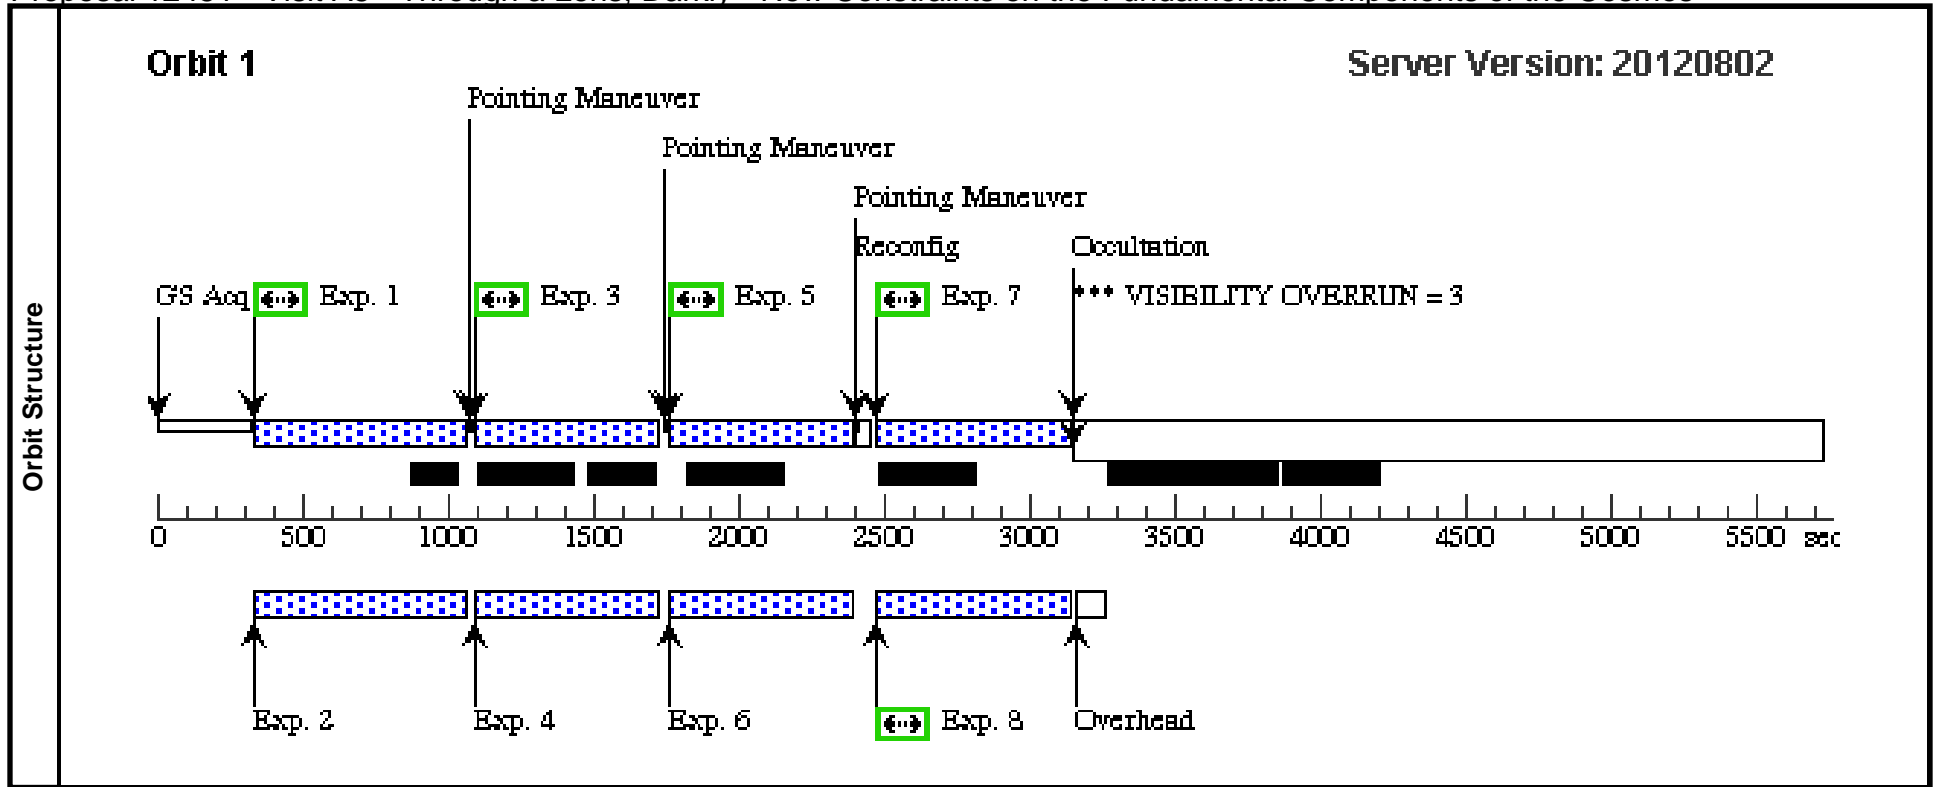 Orbit 1
Server Version: 20120802
Pointing Maneuver
Pointing Maneuver
Pointing Maneuver
Reconfig
Occultation
GS Acq
Exp. 1
Exp. 3
Exp. 5
Exp. 7
*** VISIBILITY OVERRUN = 3
Orbit Structure
0 500 1000 1500 2000 2500 3000 3500 4000 4500 5000 5500 sec
Exp. 2
Exp. 4
Exp. 6
Exp. 8
Overhead